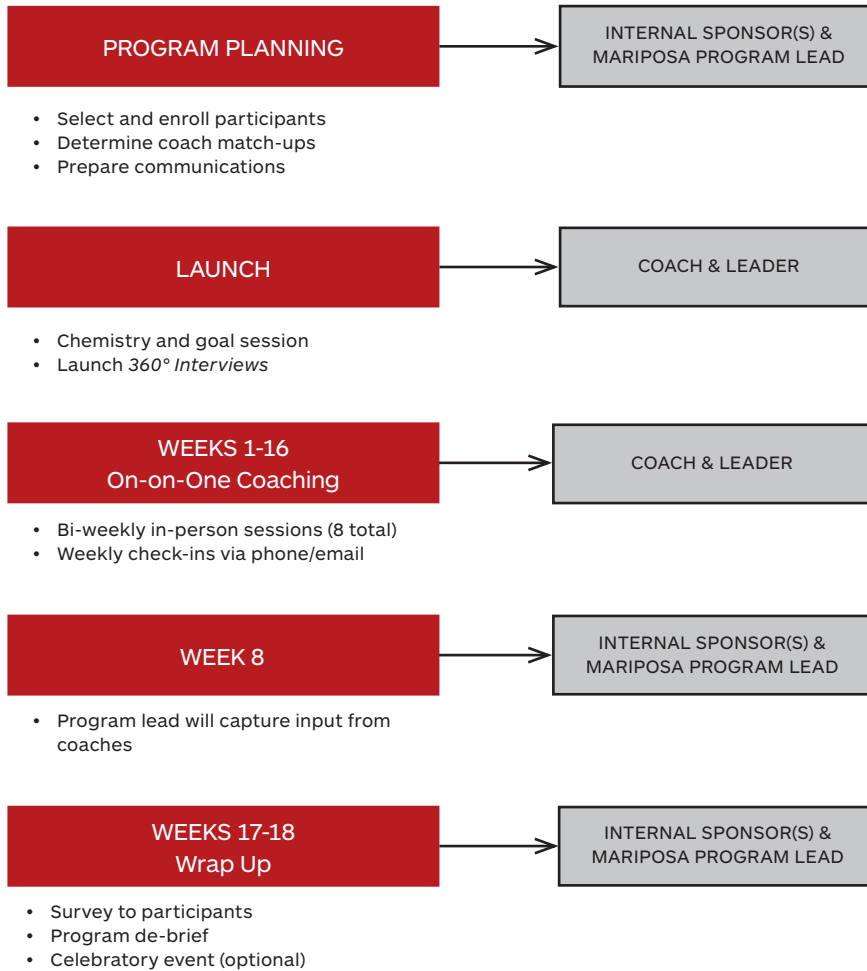 PROGRAM PLANNING
INTERNAL SPONSOR(S) &
MARIPOSA PROGRAM LEAD
• Select and enroll participants
• Determine coach match-ups
• Prepare communications
LAUNCH
COACH & LEADER
• Chemistry and goal session
• Launch 360° Interviews
WEEKS 1-16
On-on-One Coaching
COACH & LEADER
• Bi-weekly in-person sessions (8 total)
• Weekly check-ins via phone/email
WEEK 8
INTERNAL SPONSOR(S) &
MARIPOSA PROGRAM LEAD
• Program lead will capture input from
coaches
WEEKS 17-18
Wrap Up
INTERNAL SPONSOR(S) &
MARIPOSA PROGRAM LEAD
• Survey to participants
• Program de-brief
• Celebratory event (optional)